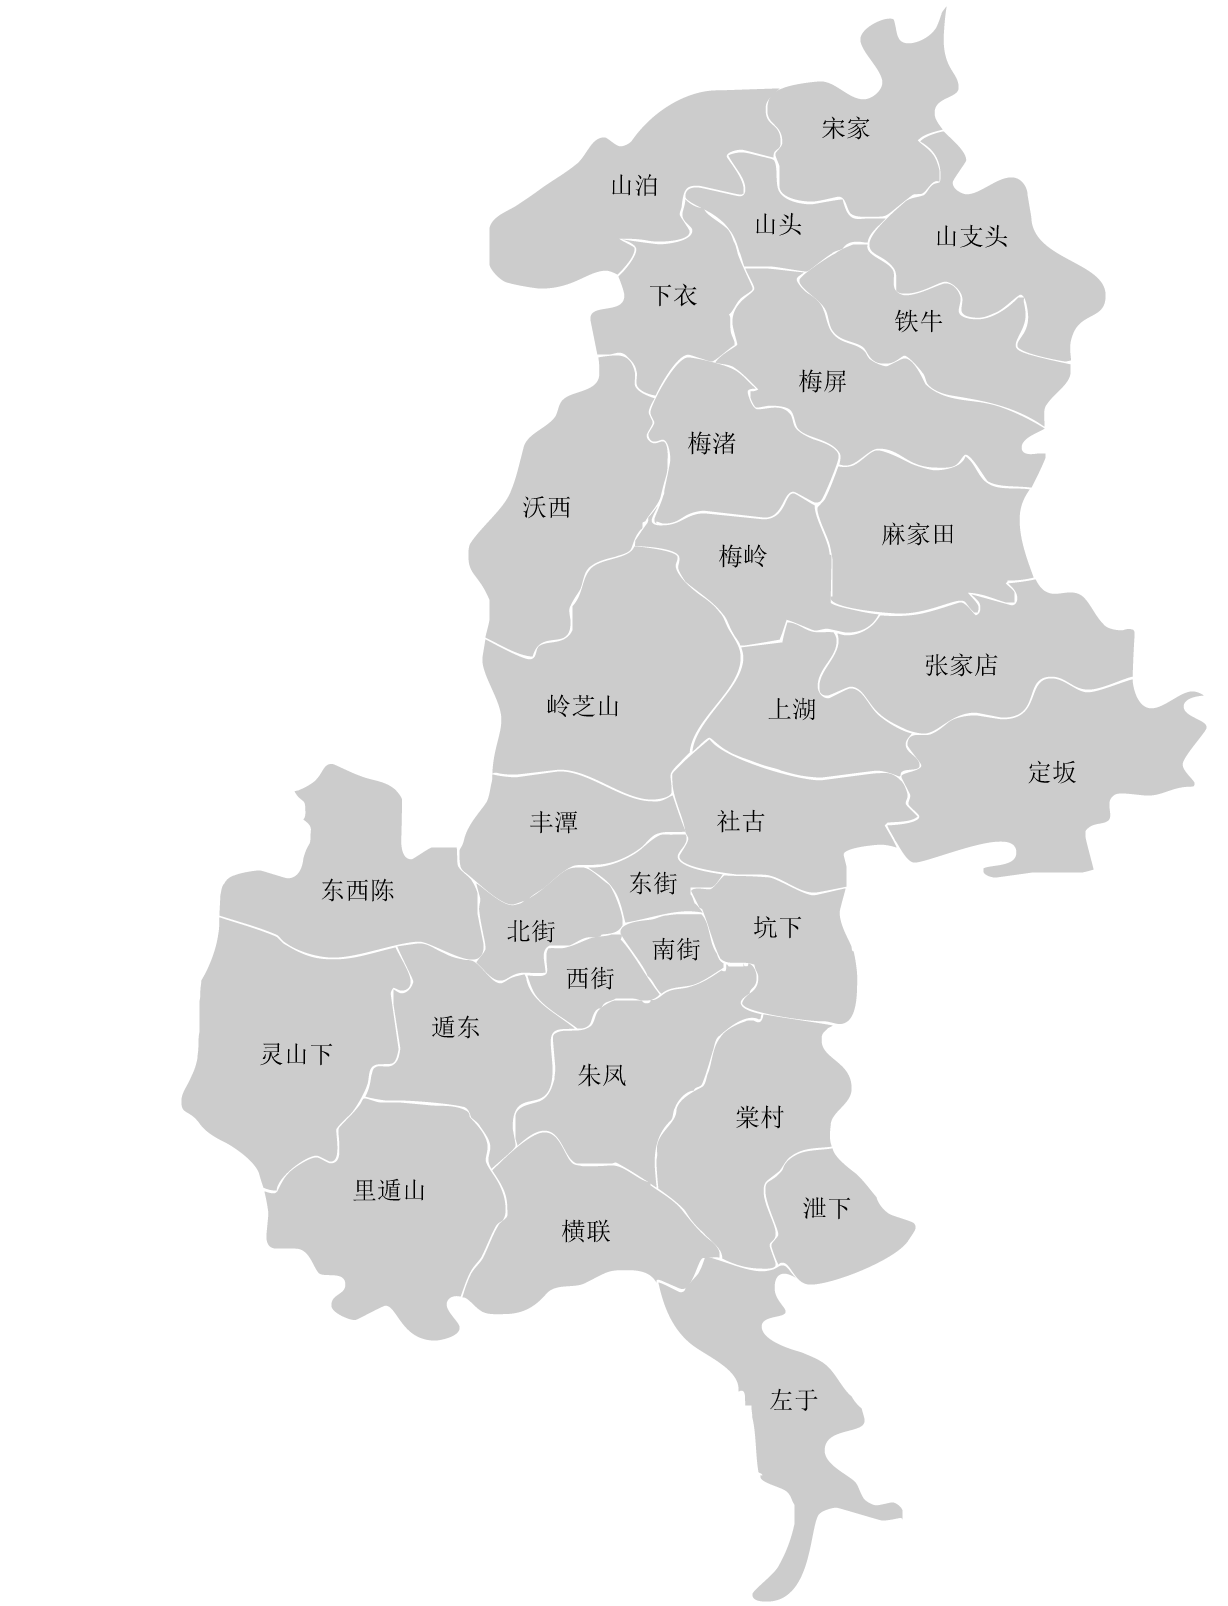 宋家
山泊
山头
山支头
下衣
铁牛
梅屏
梅渚
沃西
麻家田
梅岭
张家店
岭芝山
上湖
定坂
丰潭
社古
东街
东西陈
坑下
北街
南街
西街
遁东
灵山下
朱凤
棠村
里遁山
泄下
横联
左于